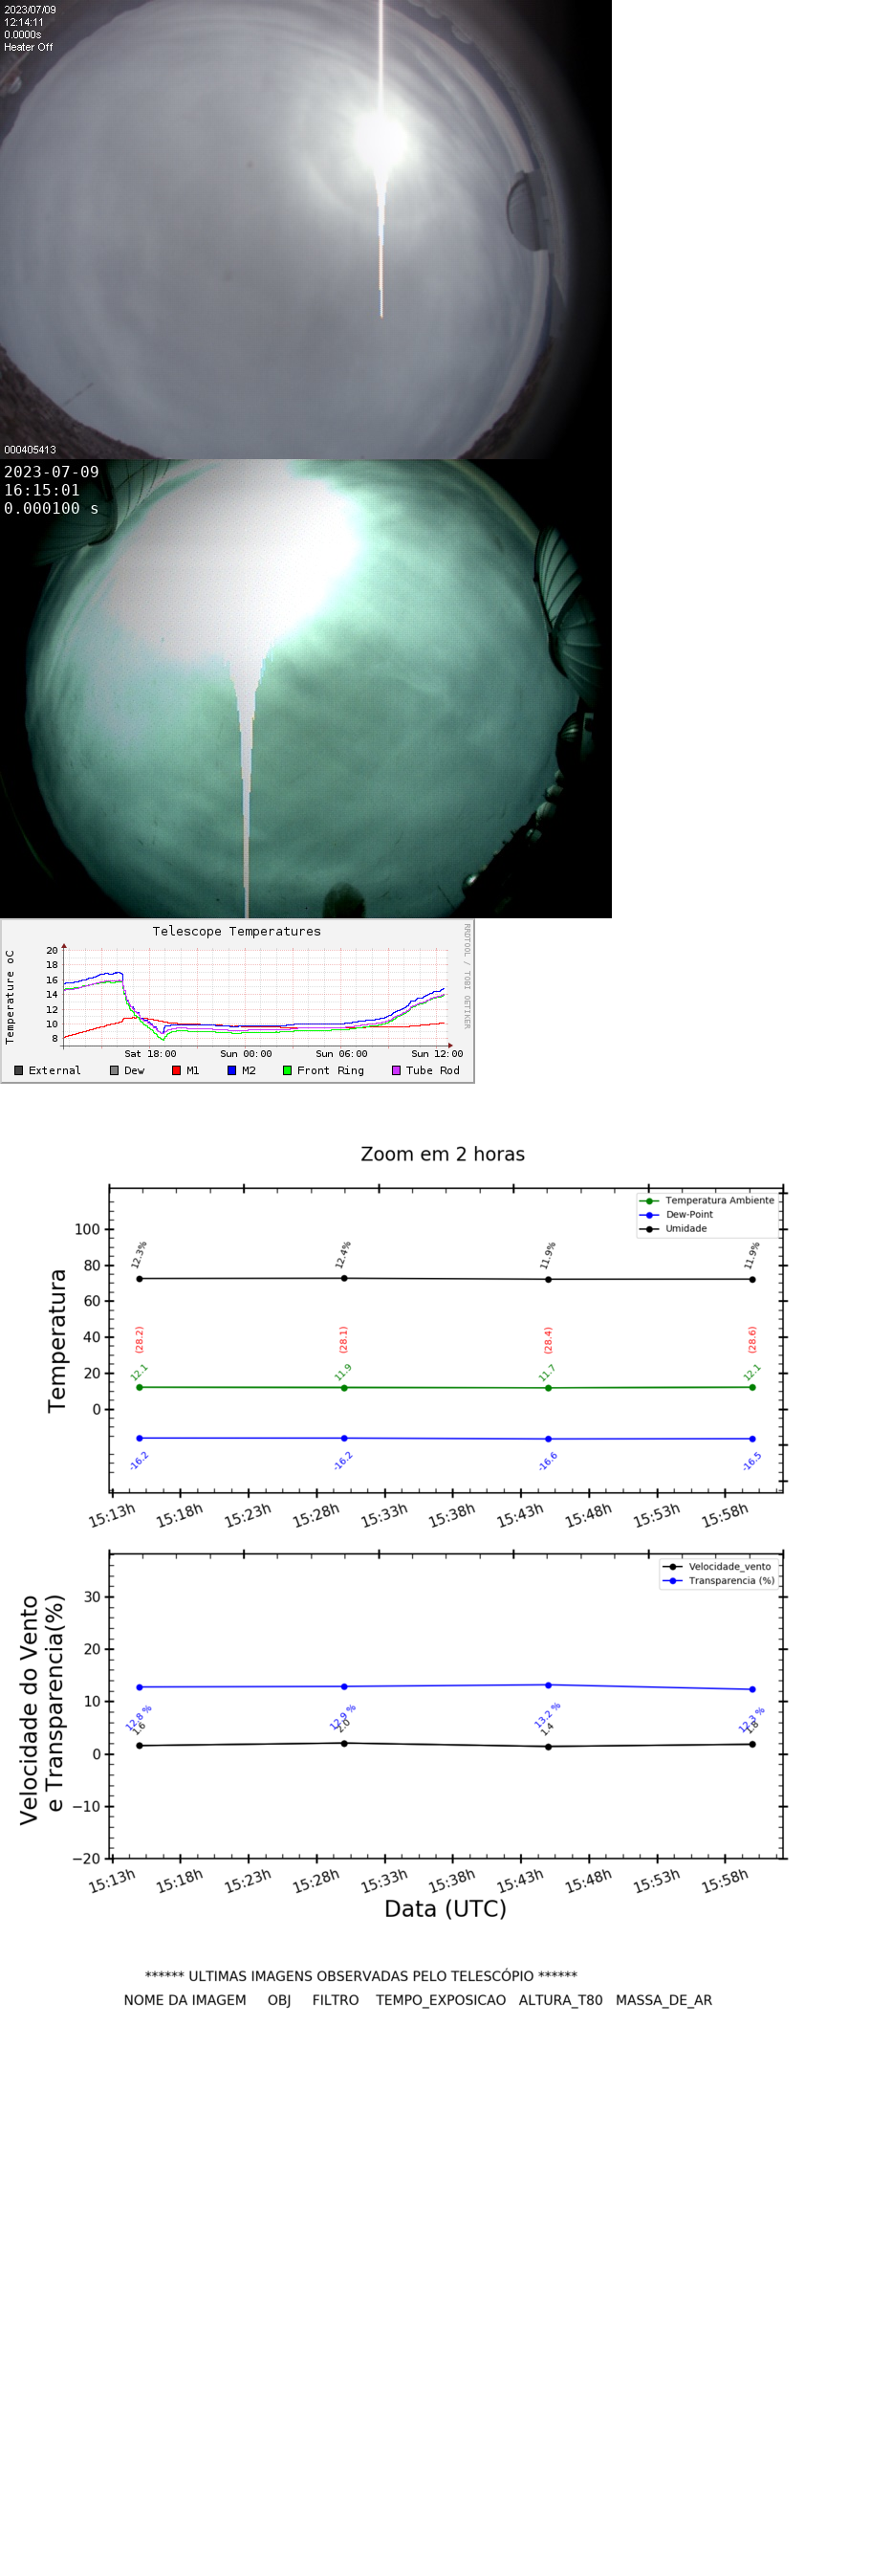 2023/07/09
12:14:11
0.0000s
Heater Off
000405413
2023-07-09
16:15:01
0.000100 s
Telescope Temperatures
RRDTOOL / TOBI OETIKER
Temperature oC
20
18
16
14
12
10
8
Sat 18:00 Sun 00:00 Sun 06:00 Sun 12:00
External Dew M1 M2 Front Ring Tube Rod
Zoom em 2 horas
Temperatura Ambiente
Dew-Point
Umidade
Temperatura
100
80
60
40
20
0
12.3% 12.4% 11.9% 11.9%
(28.2) (28.1) (28.4) (28.6)
12.1 11.9 11.7 12.1
-16.2 -16.2 -16.6 -16.5
15:13h 15:18h 15:23h 15:28h 15:33h 15:38h 15:43h 15:48h 15:53h 15:58h
Velocidade_vento
Transparencia (%)
Velocidade do Vento
e Transparencia(%)
30
20
10
0
−10
−20
12.8 % 12.9 % 13.2 % 12.3 %
1.6 2.0 1.4 1.8
15:13h 15:18h 15:23h 15:28h 15:33h 15:38h 15:43h 15:48h 15:53h 15:58h
Data (UTC)
****** ULTIMAS IMAGENS OBSERVADAS PELO TELESCÓPIO ******
NOME DA IMAGEM OBJ FILTRO TEMPO_EXPOSICAO ALTURA_T80 MASSA_DE_AR